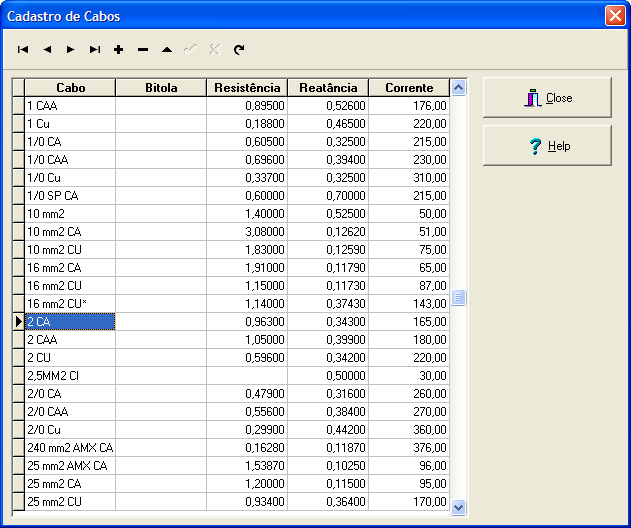 Cadastro de Cabos
Cabo Bitola Resistência Reatância Corrente
1 CAA 0,89500 0,52600 176,00
1 Cu 0,18800 0,46500 220,00
1/0 CA 0,60500 0,32500 215,00
1/0 CAA 0,69600 0,39400 230,00
1/0 Cu 0,33700 0,32500 310,00
1/0 SP CA 0,60000 0,70000 215,00
10 mm2 1,40000 0,52500 50,00
10 mm2 CA 3,08000 0,12620 51,00
10 mm2 CU 1,83000 0,12590 75,00
16 mm2 CA 1,91000 0,11790 65,00
16 mm2 CU 1,15000 0,11730 87,00
16 mm2 CU* 1,14000 0,37430 143,00
2 CA 0,96300 0,34300 165,00
2 CAA 1,05000 0,39900 180,00
2 CU 0,59600 0,34200 220,00
2,5MM2 CI 0,50000 30,00
2/0 CA 0,47900 0,31600 260,00
2/0 CAA 0,55600 0,38400 270,00
2/0 Cu 0,29900 0,44200 360,00
240 mm2 AMX CA 0,16280 0,11870 376,00
25 mm2 AMX CA 1,53870 0,10250 96,00
25 mm2 CA 1,20000 0,11500 95,00
25 mm2 CU 0,93400 0,36400 170,00
Close
Help